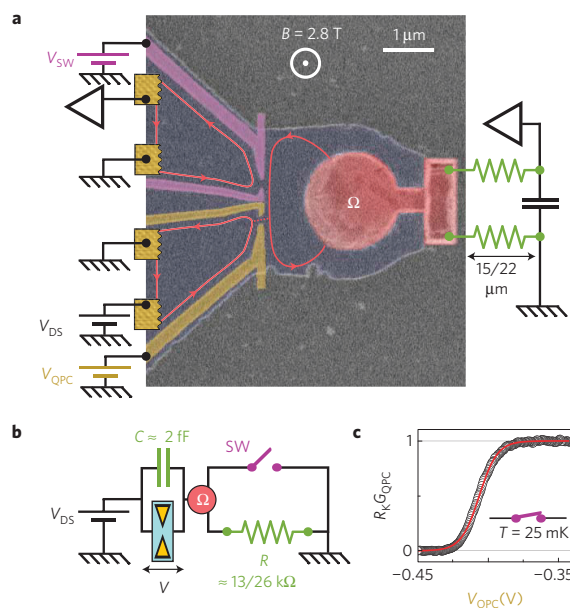 a
V_SW
B = 2.8 T
1 μm
Ω
15/22
μm
V_DS
V_QPC
b
C ≈ 2 fF
SW
V_DS
Ω
R
≈ 13/26 kΩ
V
c
R_K G_QPC
1
0
T = 25 mK
−0.45
−0.35
V_QPC(V)